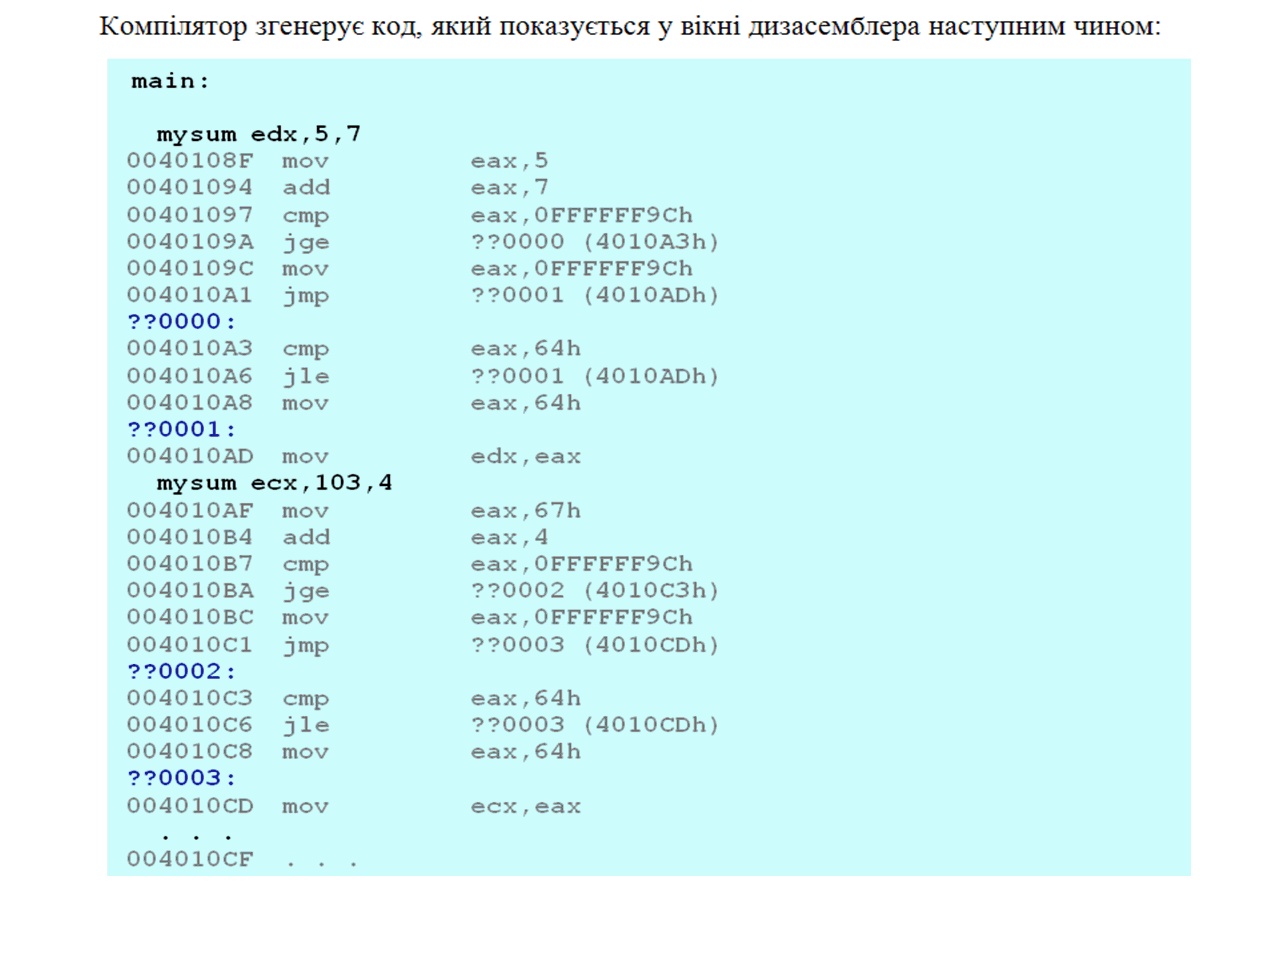 Компілятор згенерує код, який показується у вікні дизасемблера наступним чином:
main:
mysum edx,5,7
0040108F mov eax,5
00401094 add eax,7
00401097 cmp eax,0FFFFFF9Ch
0040109A jge ??0000 (4010A3h)
0040109C mov eax,0FFFFFF9Ch
004010A1 jmp ??0001 (4010ADh)
??0000:
004010A3 cmp eax,64h
004010A6 jle ??0001 (4010ADh)
004010A8 mov eax,64h
??0001:
004010AD mov edx,eax
mysum ecx,103,4
004010AF mov eax,67h
004010B4 add eax,4
004010B7 cmp eax,0FFFFFF9Ch
004010BA jge ??0002 (4010C3h)
004010BC mov eax,0FFFFFF9Ch
004010C1 jmp ??0003 (4010CDh)
??0002:
004010C3 cmp eax,64h
004010C6 jle ??0003 (4010CDh)
004010C8 mov eax,64h
??0003:
004010CD mov ecx,eax
. . .
004010CF . . .